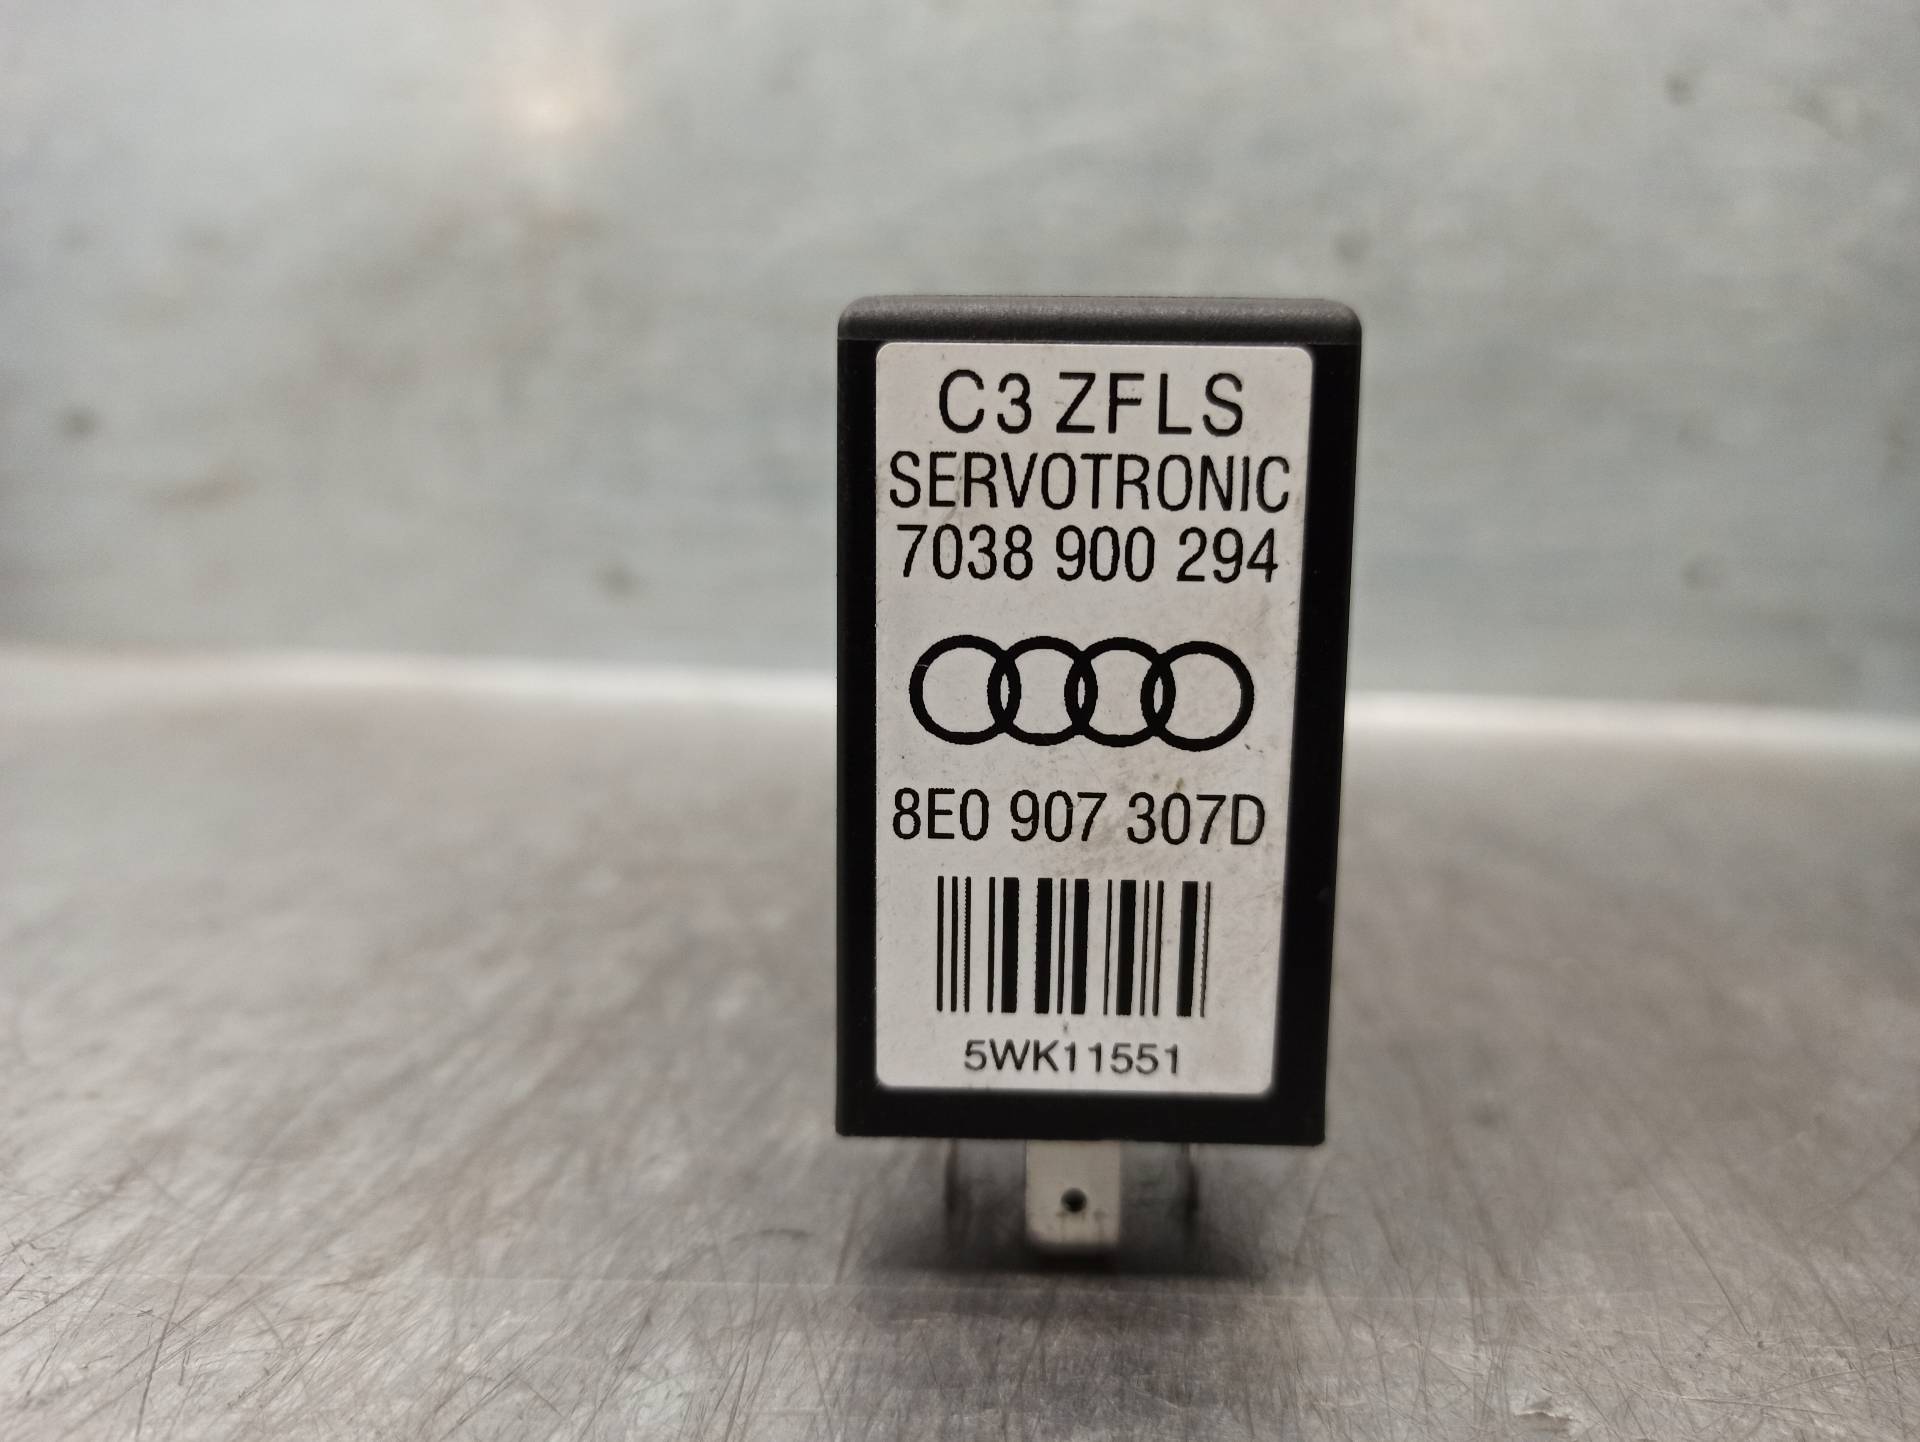 C3 ZFLS
SERVOTRONIC
7038 900 294
8E0 907 307D
5WK11551